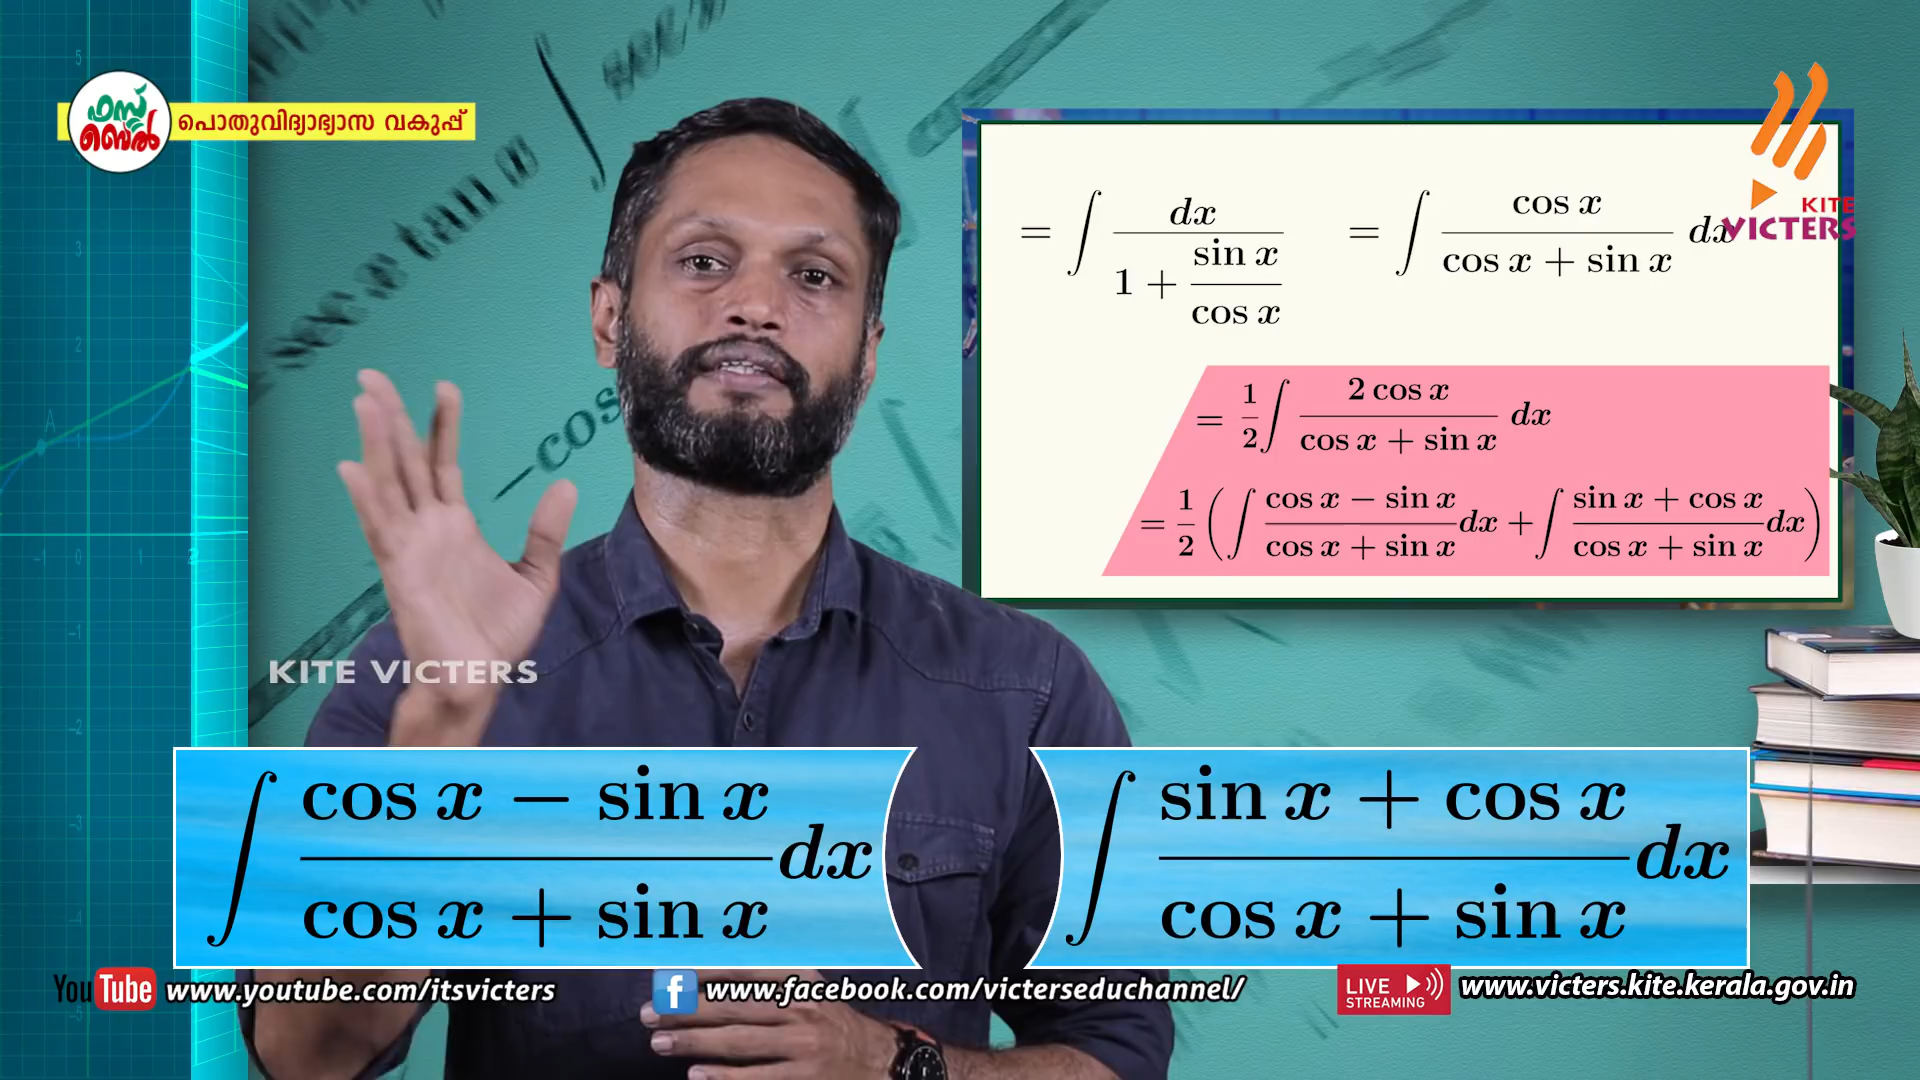 ഫസ്റ്റ്
ബെൽ
പൊതുവിദ്യാഭ്യാസ വകുപ്പ്
KITE
VICTERS
= ∫ dx / (1 + sin x / cos x) = ∫ cos x / (cos x + sin x) dx
= 1/2 ∫ 2 cos x / (cos x + sin x) dx
= 1/2 ( ∫ (cos x − sin x) / (cos x + sin x) dx + ∫ (sin x + cos x) / (cos x + sin x) dx )
sec x tan x
−cos
KITE VICTERS
∫ (cos x − sin x) / (cos x + sin x) dx
∫ (sin x + cos x) / (cos x + sin x) dx
YouTube www.youtube.com/itsvicters
f www.facebook.com/victerseduchannel/
LIVE STREAMING www.victers.kite.kerala.gov.in